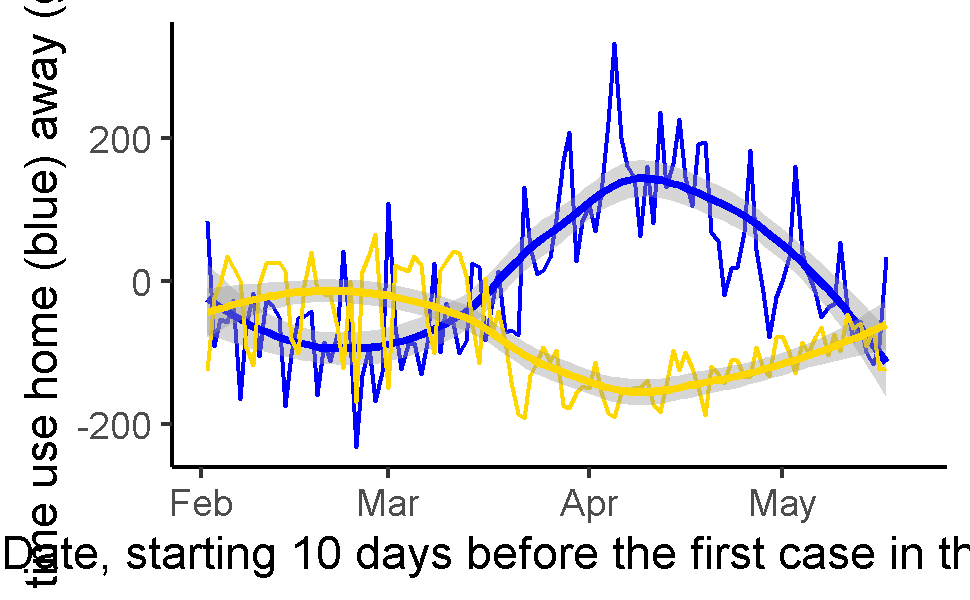 time use home (blue) away (
200
0
-200
Feb Mar Apr May
Date, starting 10 days before the first case in th